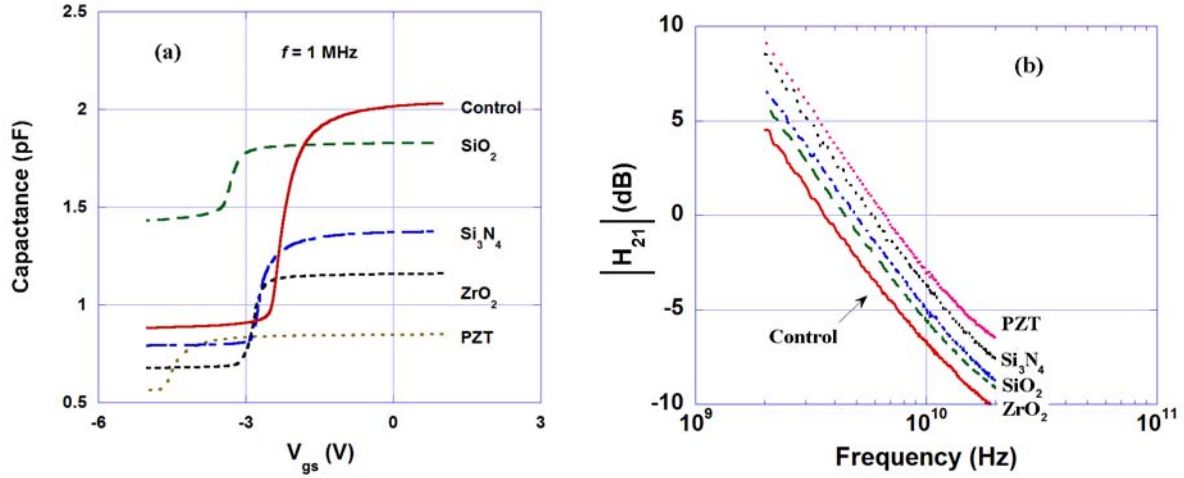 (a)
f = 1 MHz
Control
SiO2
Si3N4
ZrO2
PZT
Capactance (pF)
2.5
2
1.5
1
0.5
-6
-3
0
3
Vgs (V)
(b)
Control
PZT
Si3N4
SiO2
ZrO2
|H21| (dB)
10
5
0
-5
-10
10^9
10^10
10^11
Frequency (Hz)